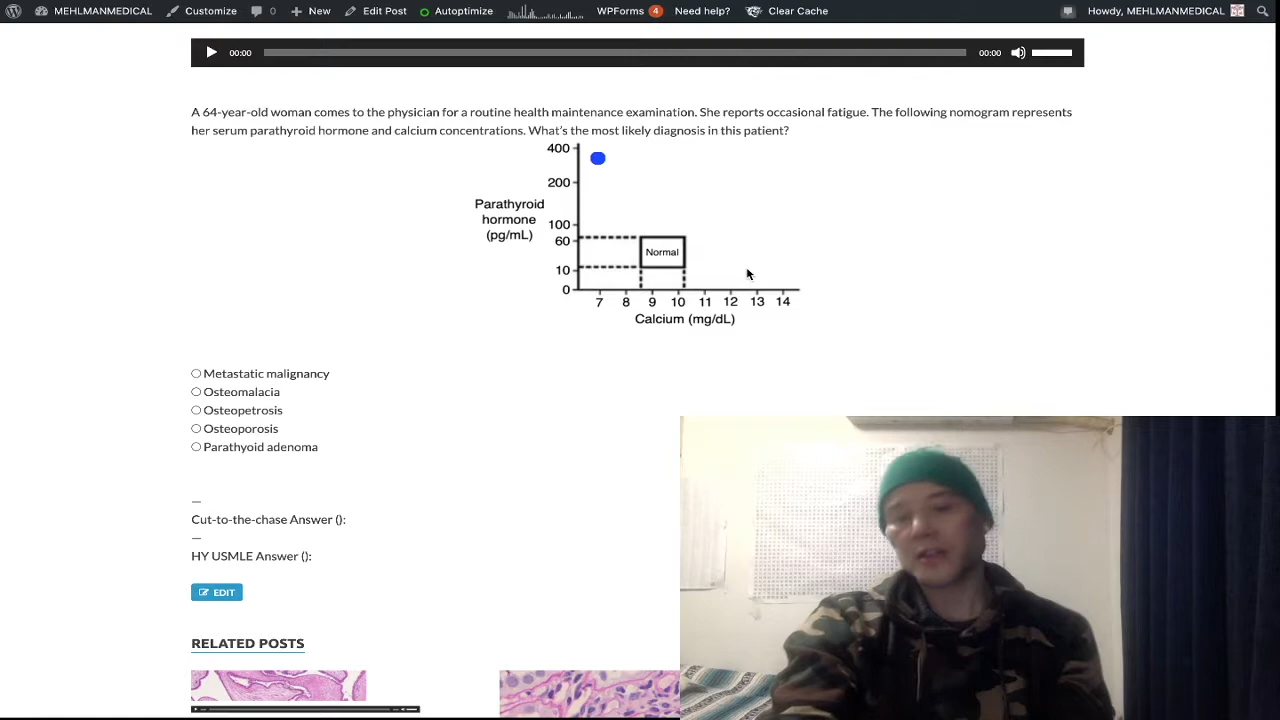 Customize 0 New Edit Post Autoptimize WPForms 4 Need help? Clear Cache Howdy, MEHLMANMEDICAL
00:00 00:00
A 64-year-old woman comes to the physician for a routine health maintenance examination. She reports occasional fatigue. The following nomogram represents
her serum parathyroid hormone and calcium concentrations. What's the most likely diagnosis in this patient?
400
200
Parathyroid
hormone
(pg/mL)
100
60
Normal
10
0
7 8 9 10 11 12 13 14
Calcium (mg/dL)
Metastatic malignancy
Osteomalacia
Osteopetrosis
Osteoporosis
Parathyoid adenoma
—
Cut-to-the-chase Answer ():
—
HY USMLE Answer ():
EDIT
RELATED POSTS